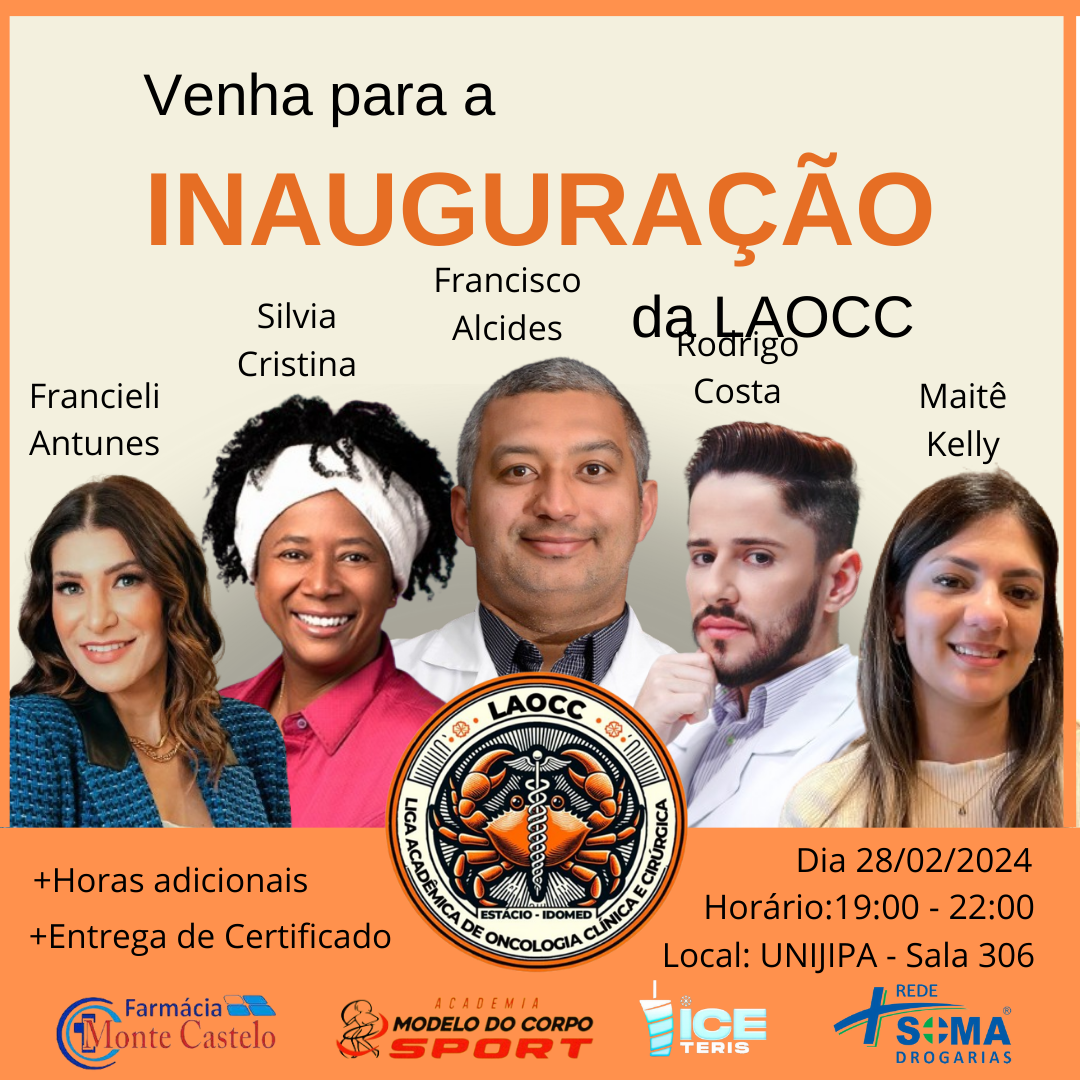 Venha para a
INAUGURAÇÃO
da LAOCC
Francisco
Alcides
Silvia
Cristina
Rodrigo
Costa
Francieli
Antunes
Maitê
Kelly
LAOCC
LIGA ACADÊMICA DE ONCOLOGIA CLÍNICA E CIRÚRGICA
ESTÁCIO - IDOMED
+Horas adicionais
+Entrega de Certificado
Dia 28/02/2024
Horário:19:00 - 22:00
Local: UNIJIPA - Sala 306
Farmácia
Monte Castelo
ACADEMIA
MODELO DO CORPO
SPORT
ICE
TERIS
REDE
+SOMA®
DROGARIAS